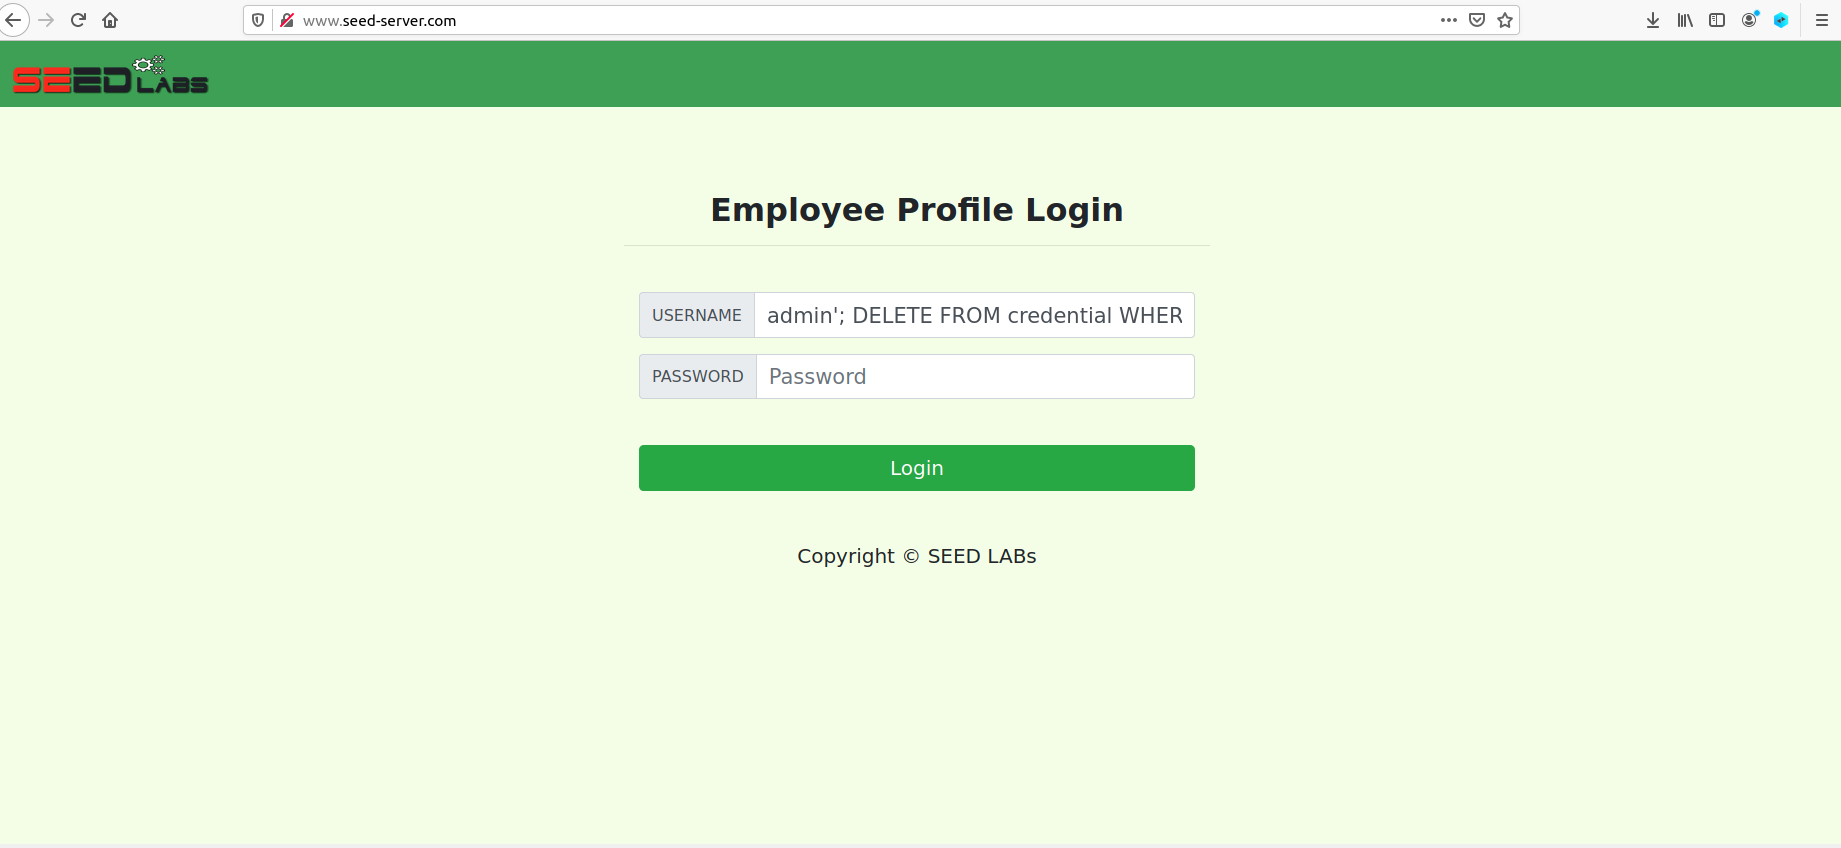 www.seed-server.com
SEED LABS
Employee Profile Login
USERNAME admin'; DELETE FROM credential WHER
PASSWORD Password
Login
Copyright © SEED LABs